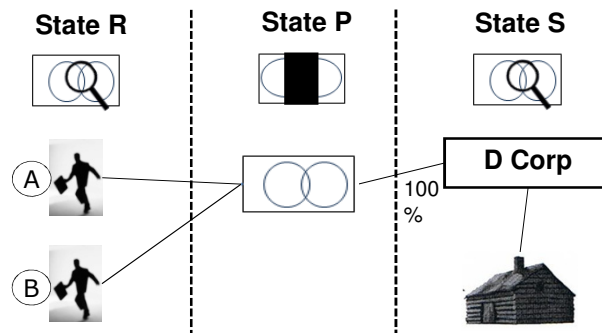 State R
State P
State S
A
D Corp
100
%
B